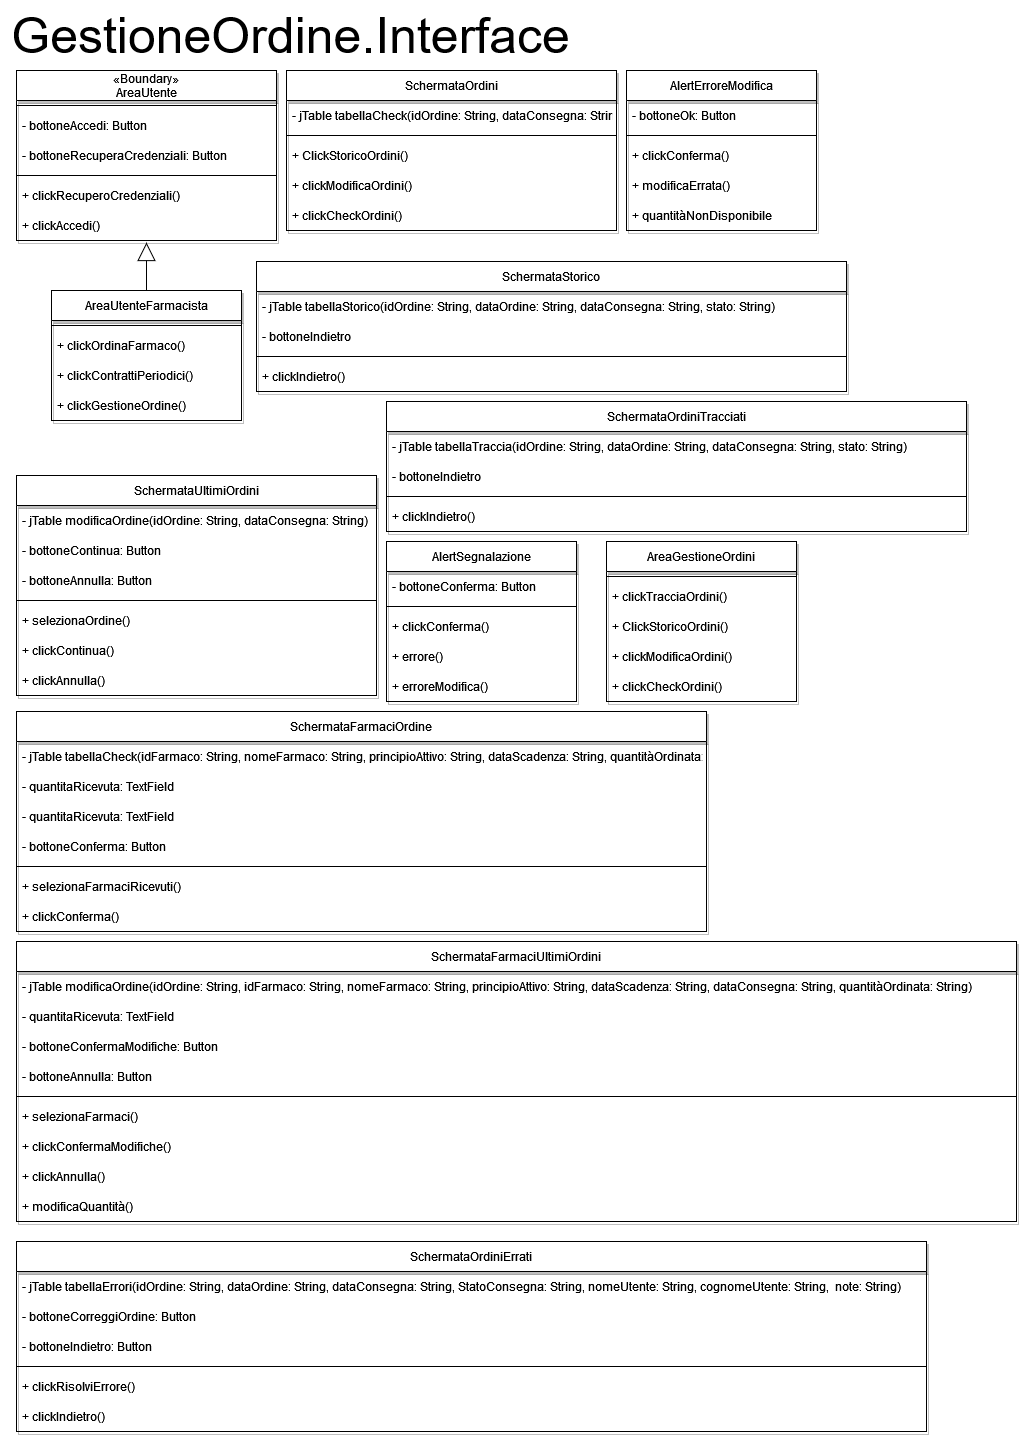 GestioneOrdine.Interface
«Boundary»
AreaUtente
- bottoneAccedi: Button
- bottoneRecuperaCredenziali: Button
+ clickRecuperoCredenziali()
+ clickAccedi()
SchermataOrdini
- jTable tabellaCheck(idOrdine: String, dataConsegna: Strir
+ ClickStoricoOrdini()
+ clickModificaOrdini()
+ clickCheckOrdini()
AlertErroreModifica
- bottoneOk: Button
+ clickConferma()
+ modificaErrata()
+ quantitàNonDisponibile
AreaUtenteFarmacista
+ clickOrdinaFarmaco()
+ clickContrattiPeriodici()
+ clickGestioneOrdine()
SchermataStorico
- jTable tabellaStorico(idOrdine: String, dataOrdine: String, dataConsegna: String, stato: String)
- bottoneIndietro
+ clickIndietro()
SchermataOrdiniTracciati
- jTable tabellaTraccia(idOrdine: String, dataOrdine: String, dataConsegna: String, stato: String)
- bottoneIndietro
+ clickIndietro()
SchermataUltimiOrdini
- jTable modificaOrdine(idOrdine: String, dataConsegna: String)
- bottoneContinua: Button
- bottoneAnnulla: Button
+ selezionaOrdine()
+ clickContinua()
+ clickAnnulla()
AlertSegnalazione
- bottoneConferma: Button
+ clickConferma()
+ errore()
+ erroreModifica()
AreaGestioneOrdini
+ clickTracciaOrdini()
+ ClickStoricoOrdini()
+ clickModificaOrdini()
+ clickCheckOrdini()
SchermataFarmaciOrdine
- jTable tabellaCheck(idFarmaco: String, nomeFarmaco: String, principioAttivo: String, dataScadenza: String, quantitàOrdinata:
- quantitaRicevuta: TextField
- quantitaRicevuta: TextField
- bottoneConferma: Button
+ selezionaFarmaciRicevuti()
+ clickConferma()
SchermataFarmaciUltimiOrdini
- jTable modificaOrdine(idOrdine: String, idFarmaco: String, nomeFarmaco: String, principioAttivo: String, dataScadenza: String, dataConsegna: String, quantitàOrdinata: String)
- quantitaRicevuta: TextField
- bottoneConfermaModifiche: Button
- bottoneAnnulla: Button
+ selezionaFarmaci()
+ clickConfermaModifiche()
+ clickAnnulla()
+ modificaQuantità()
SchermataOrdiniErrati
- jTable tabellaErrori(idOrdine: String, dataOrdine: String, dataConsegna: String, StatoConsegna: String, nomeUtente: String, cognomeUtente: String, note: String)
- bottoneCorreggiOrdine: Button
- bottoneIndietro: Button
+ clickRisolviErrore()
+ clickIndietro()